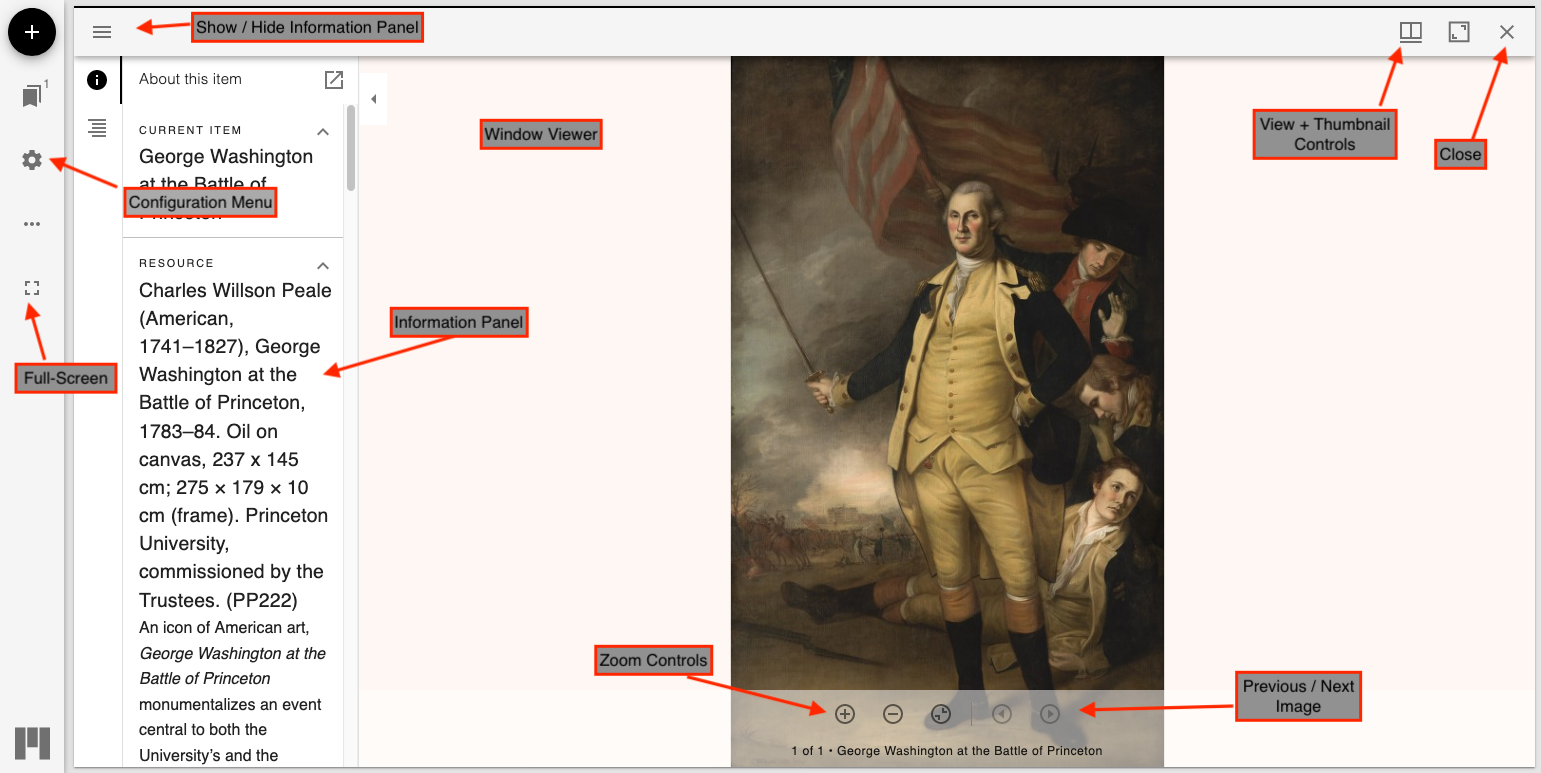 Show / Hide Information Panel
1
About this item
CURRENT ITEM
George Washington
at the Battle of
Configuration Menu
RESOURCE
Charles Willson Peale
(American,
1741–1827), George
Washington at the
Battle of Princeton,
1783–84. Oil on
canvas, 237 x 145
cm; 275 × 179 × 10
cm (frame). Princeton
University,
commissioned by the
Trustees. (PP222)
An icon of American art,
George Washington at the
Battle of Princeton
monumentalizes an event
central to both the
University’s and the
Full-Screen
Information Panel
Window Viewer
View + Thumbnail
Controls
Close
Zoom Controls
Previous / Next
Image
1 of 1 • George Washington at the Battle of Princeton